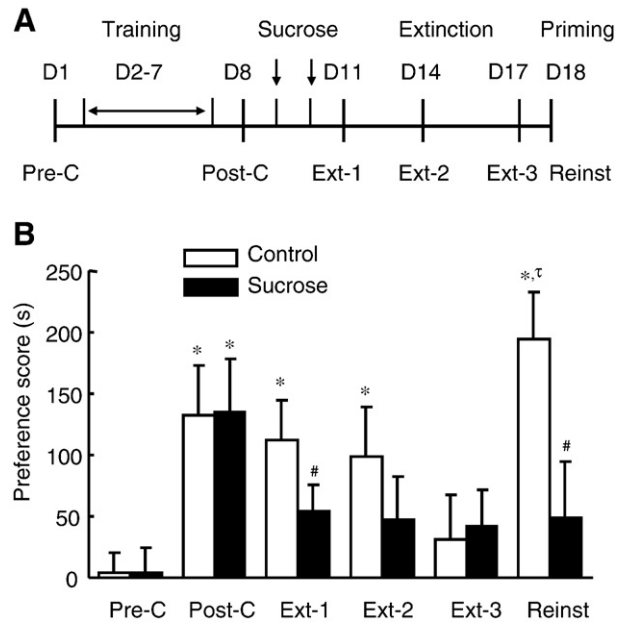 A
Training Sucrose Extinction Priming
D1 D2-7 D8 D11 D14 D17 D18
Pre-C Post-C Ext-1 Ext-2 Ext-3 Reinst
B
Control
Sucrose
Preference score (s)
250
200
150
100
50
0
* * * # * *,τ #
Pre-C Post-C Ext-1 Ext-2 Ext-3 Reinst